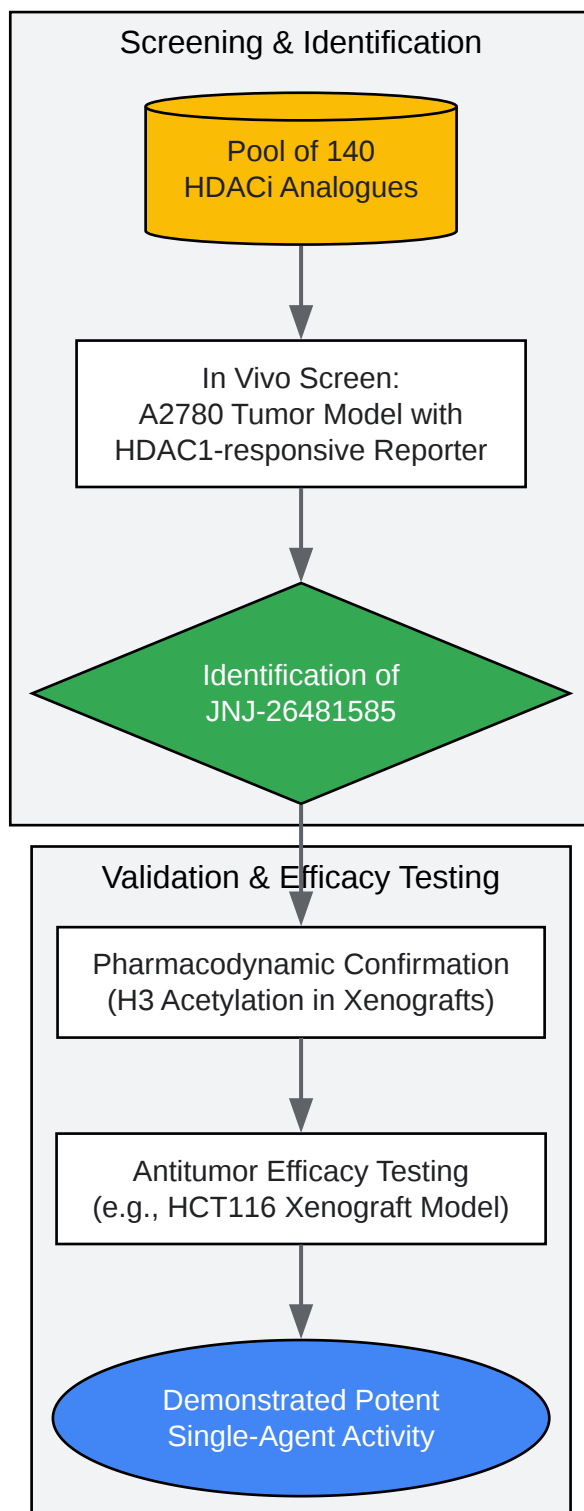 Screening & Identification
Pool of 140
HDACi Analogues
In Vivo Screen:
A2780 Tumor Model with
HDAC1-responsive Reporter
Identification of
JNJ-26481585
Validation & Efficacy Testing
Pharmacodynamic Confirmation
(H3 Acetylation in Xenografts)
Antitumor Efficacy Testing
(e.g., HCT116 Xenograft Model)
Demonstrated Potent
Single-Agent Activity